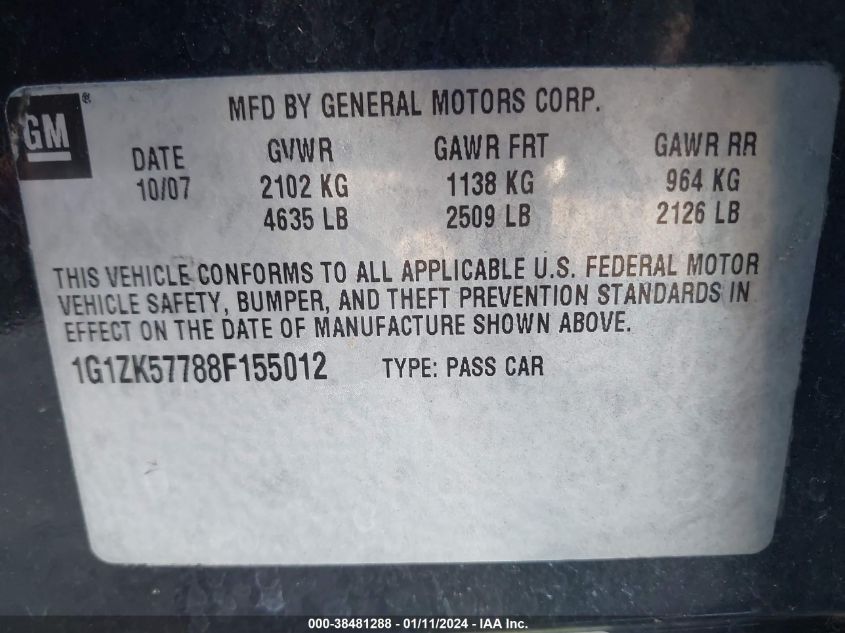 GM®
MFD BY GENERAL MOTORS CORP.
DATE GVWR GAWR FRT GAWR RR
10/07 2102 KG 1138 KG 964 KG
4635 LB 2509 LB 2126 LB
THIS VEHICLE CONFORMS TO ALL APPLICABLE U.S. FEDERAL MOTOR
VEHICLE SAFETY, BUMPER, AND THEFT PREVENTION STANDARDS IN
EFFECT ON THE DATE OF MANUFACTURE SHOWN ABOVE.
1G1ZK57788F155012 TYPE: PASS CAR
000-38481288 - 01/11/2024 - IAA Inc.